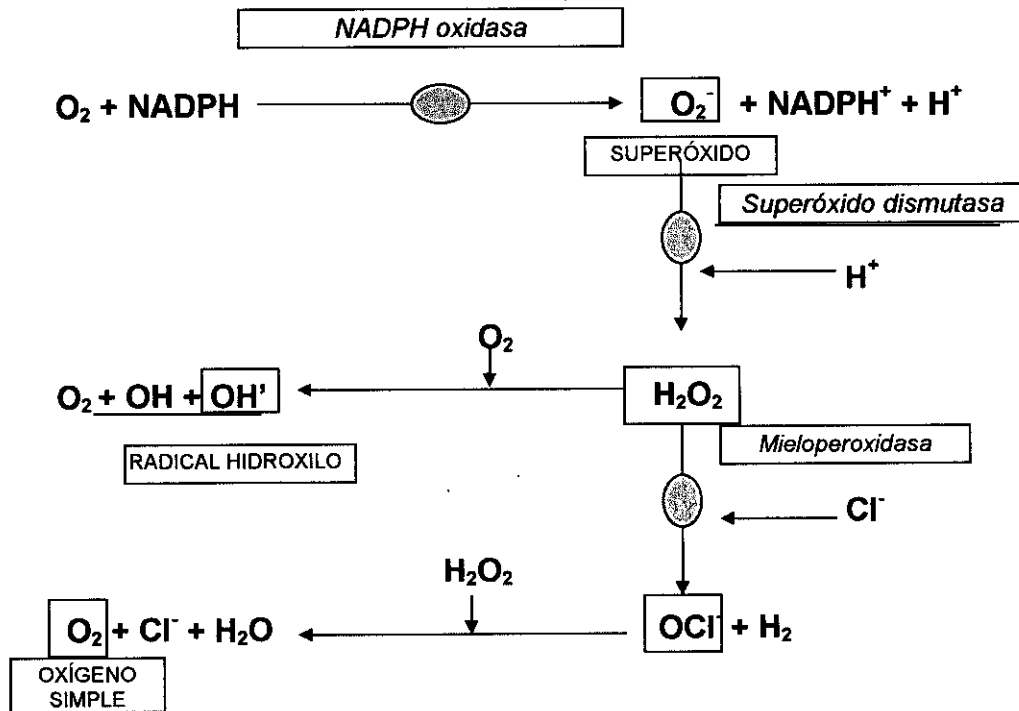 NADPH oxidasa
O₂ + NADPH
O₂⁻ + NADPH⁺ + H⁺
SUPERÓXIDO
Superóxido dismutasa
H⁺
O₂
O₂ + OH + OH'
H₂O₂
RADICAL HIDROXILO
Mieloperoxidasa
Cl⁻
H₂O₂
O₂ + Cl⁻ + H₂O
OCl⁻ + H₂
OXÍGENO
SIMPLE